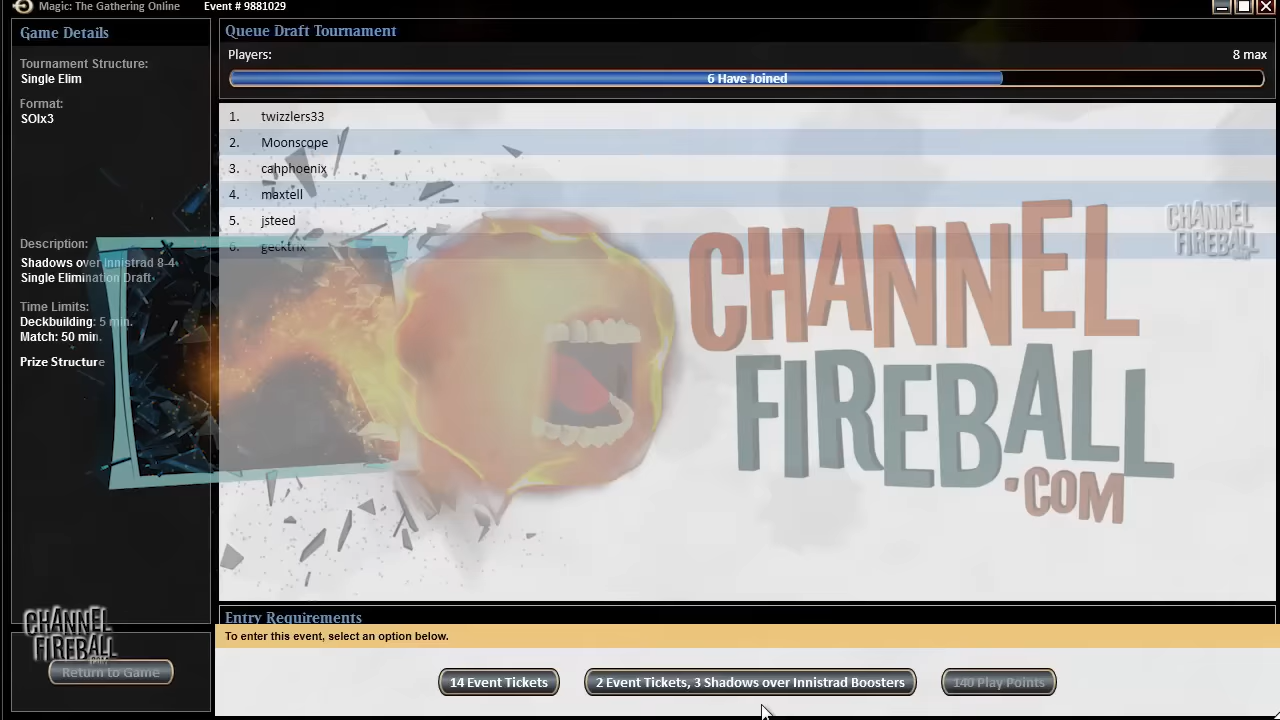 Magic: The Gathering Online
Event # 9881029
Game Details
Tournament Structure:
Single Elim
Format:
SOIx3
Description:
Shadows over Innistrad 8-4
Single Elimination Draft
Time Limits:
Deckbuilding: 5 min.
Match: 50 min.
Prize Structure
CHANNEL
FIREBALL
.COM
Return to Game
Queue Draft Tournament
Players:
8 max
6 Have Joined
1. twizzlers33
2. Moonscope
3. cahphoenix
4. maxtell
5. jsteed
6. gecktrix
CHANNEL
FIREBALL
.COM
CHANNEL
FIREBALL
Entry Requirements
To enter this event, select an option below.
14 Event Tickets
2 Event Tickets, 3 Shadows over Innistrad Boosters
140 Play Points